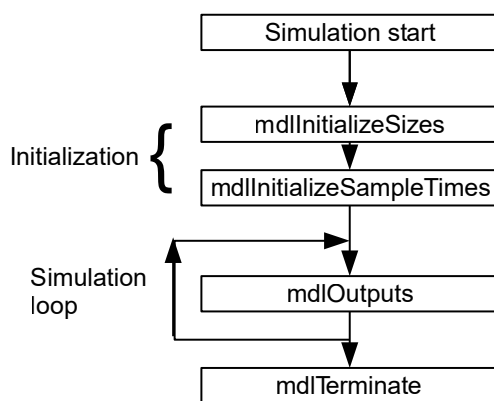 Simulation start
mdlInitializeSizes
Initialization {
mdlInitializeSampleTimes
Simulation
loop
mdlOutputs
mdlTerminate